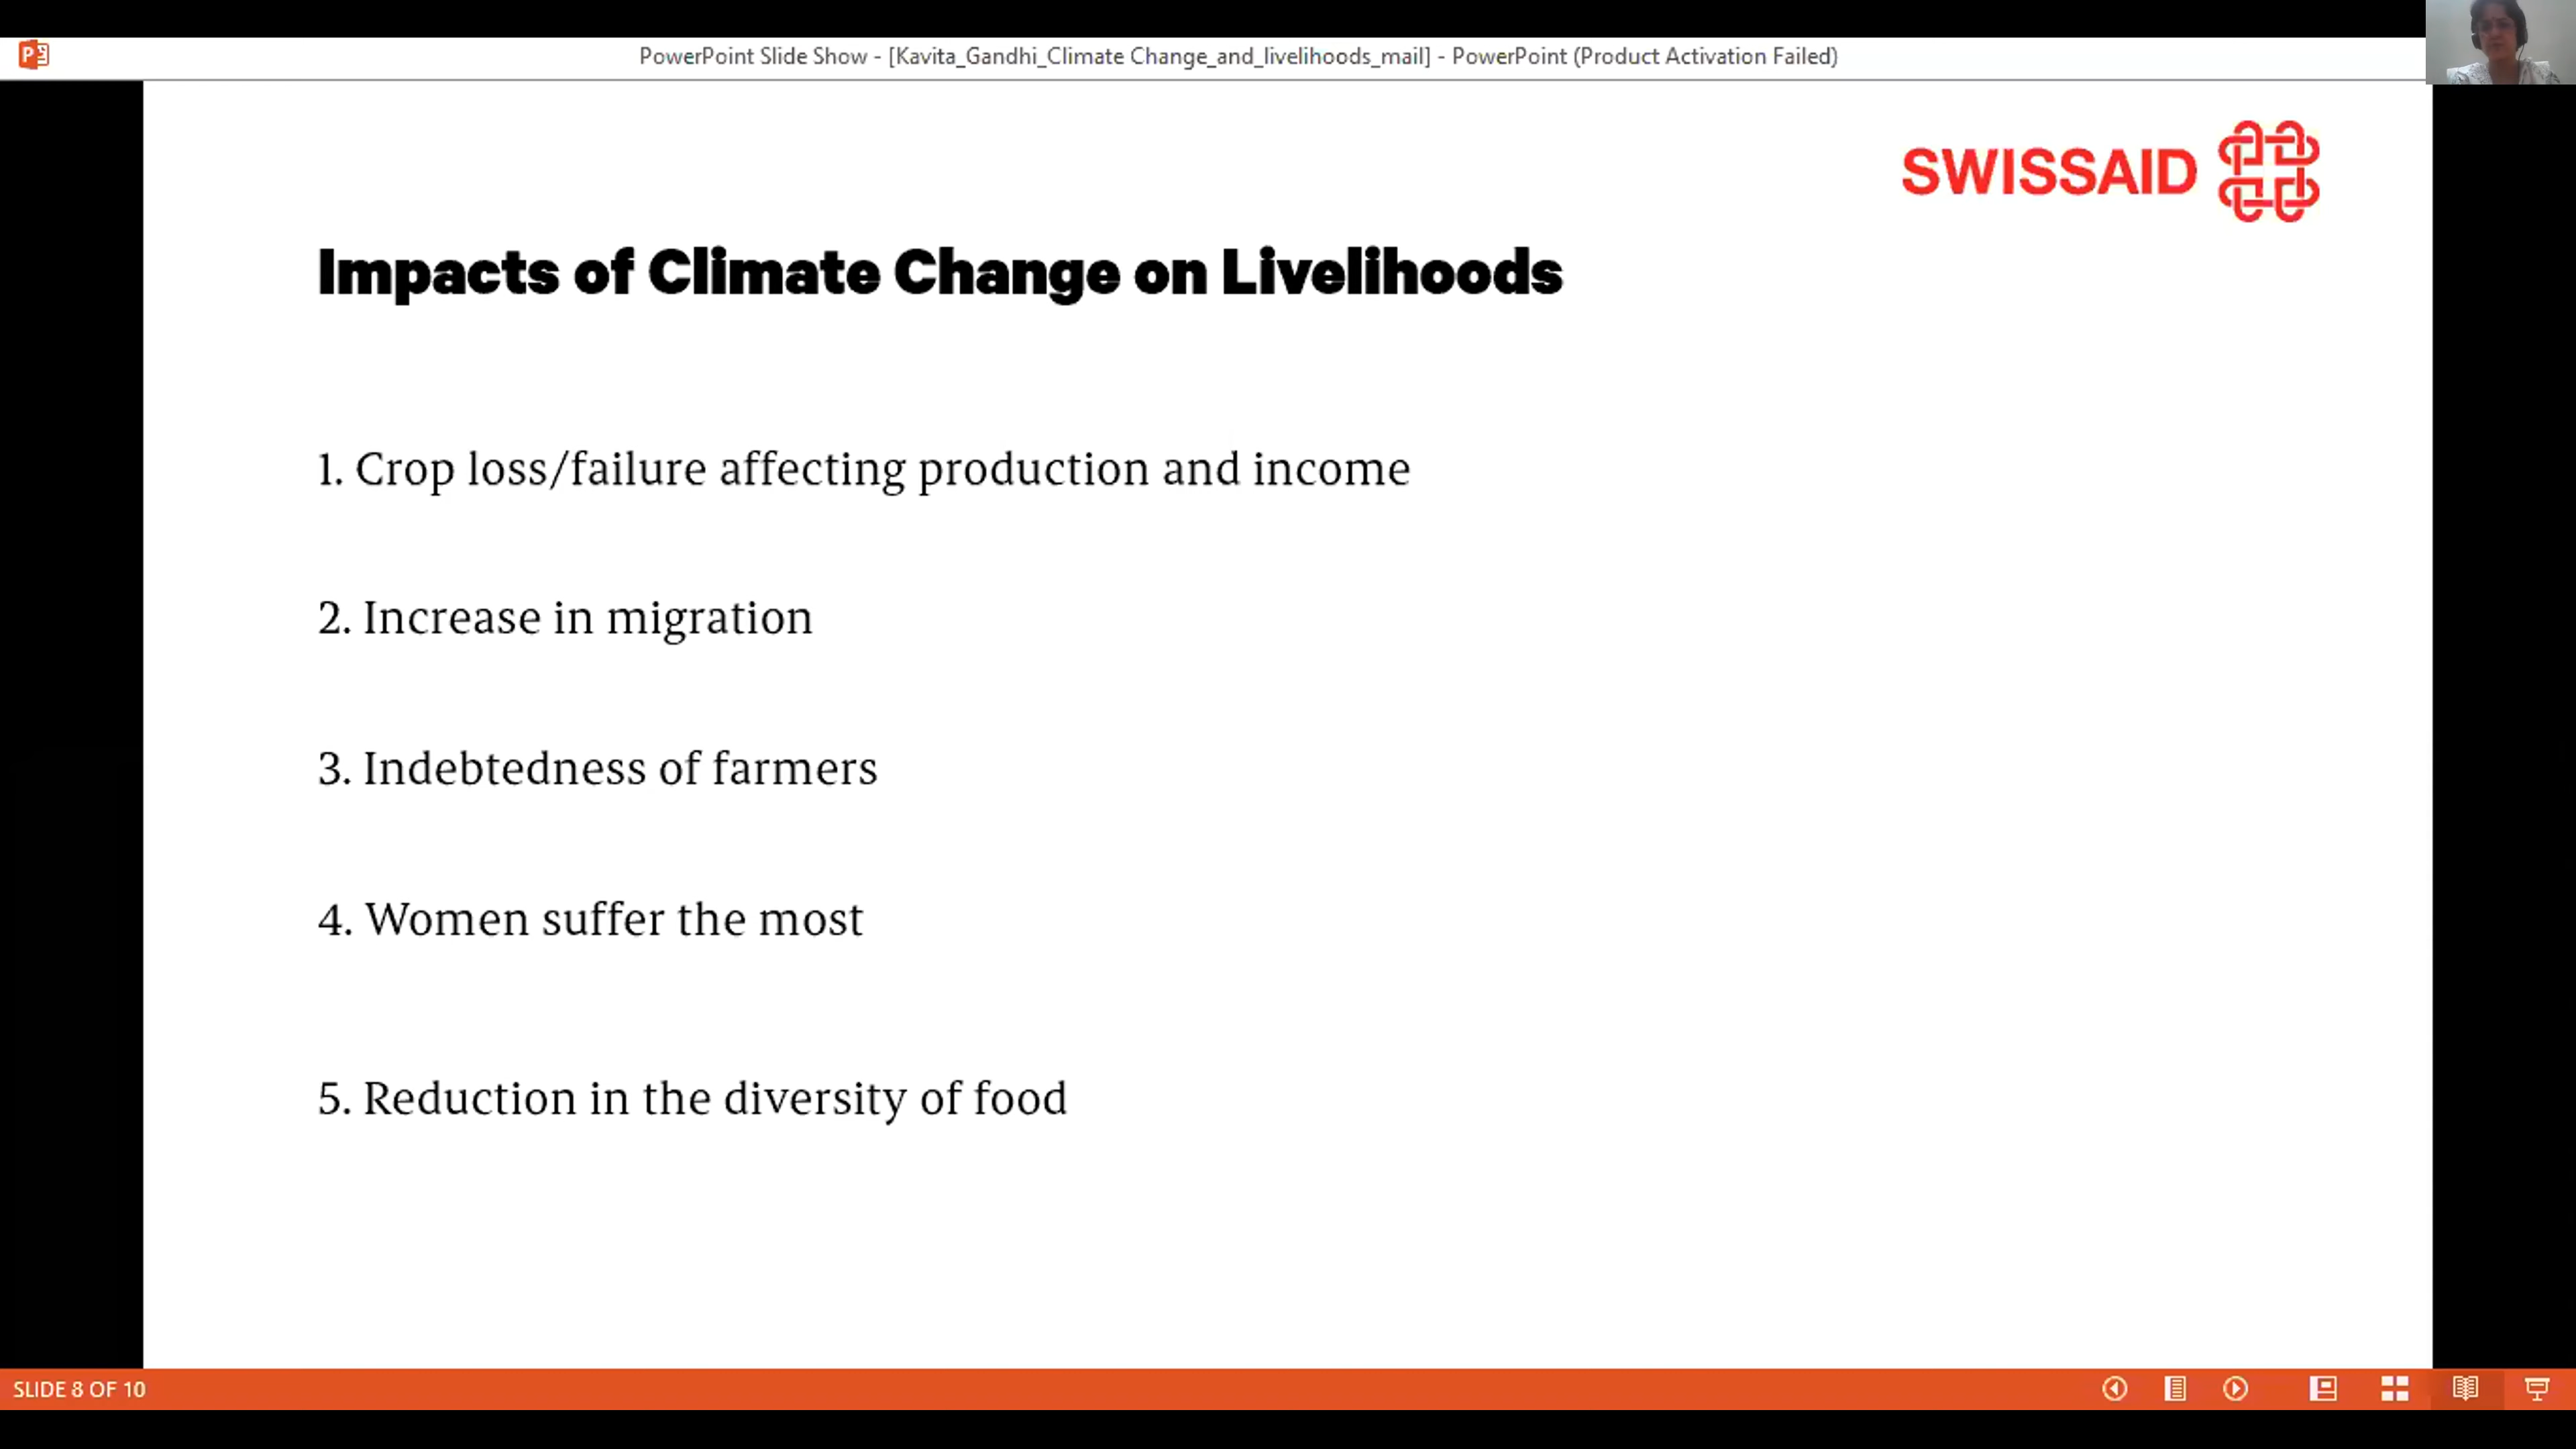 PowerPoint Slide Show - [Kavita_Gandhi_Climate Change_and_livelihoods_mail] - PowerPoint (Product Activation Failed)
SWISSAID
Impacts of Climate Change on Livelihoods
1. Crop loss/failure affecting production and income
2. Increase in migration
3. Indebtedness of farmers
4. Women suffer the most
5. Reduction in the diversity of food
SLIDE 8 OF 10